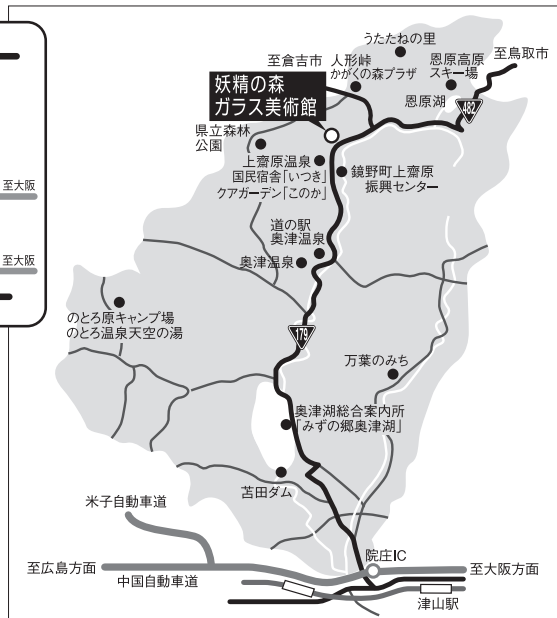 うたたねの里
至倉吉市
人形峠
かがくの森プラザ
恩原高原
スキー場
至鳥取市
妖精の森
ガラス美術館
恩原湖
482
県立森林
公園
上齋原温泉
国民宿舎「いつき」
クアガーデン「このか」
鏡野町上齋原
振興センター
至大阪
道の駅
奥津温泉
奥津温泉
至大阪
のとろ原キャンプ場
のとろ温泉天空の湯
179
万葉のみち
奥津湖総合案内所
「みずの郷奥津湖」
苫田ダム
米子自動車道
院庄IC
至広島方面
中国自動車道
至大阪方面
津山駅